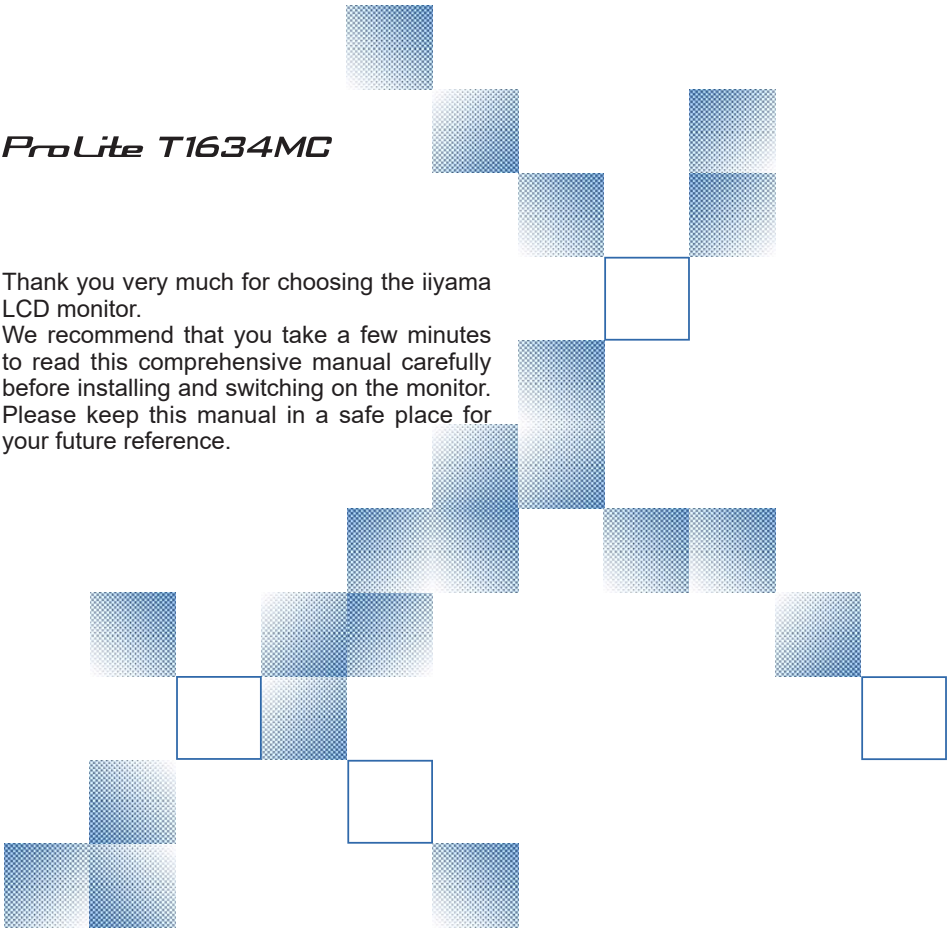 ProLite T1634MC
Thank you very much for choosing the iiyama
LCD monitor.
We recommend that you take a few minutes
to read this comprehensive manual carefully
before installing and switching on the monitor.
Please keep this manual in a safe place for
your future reference.